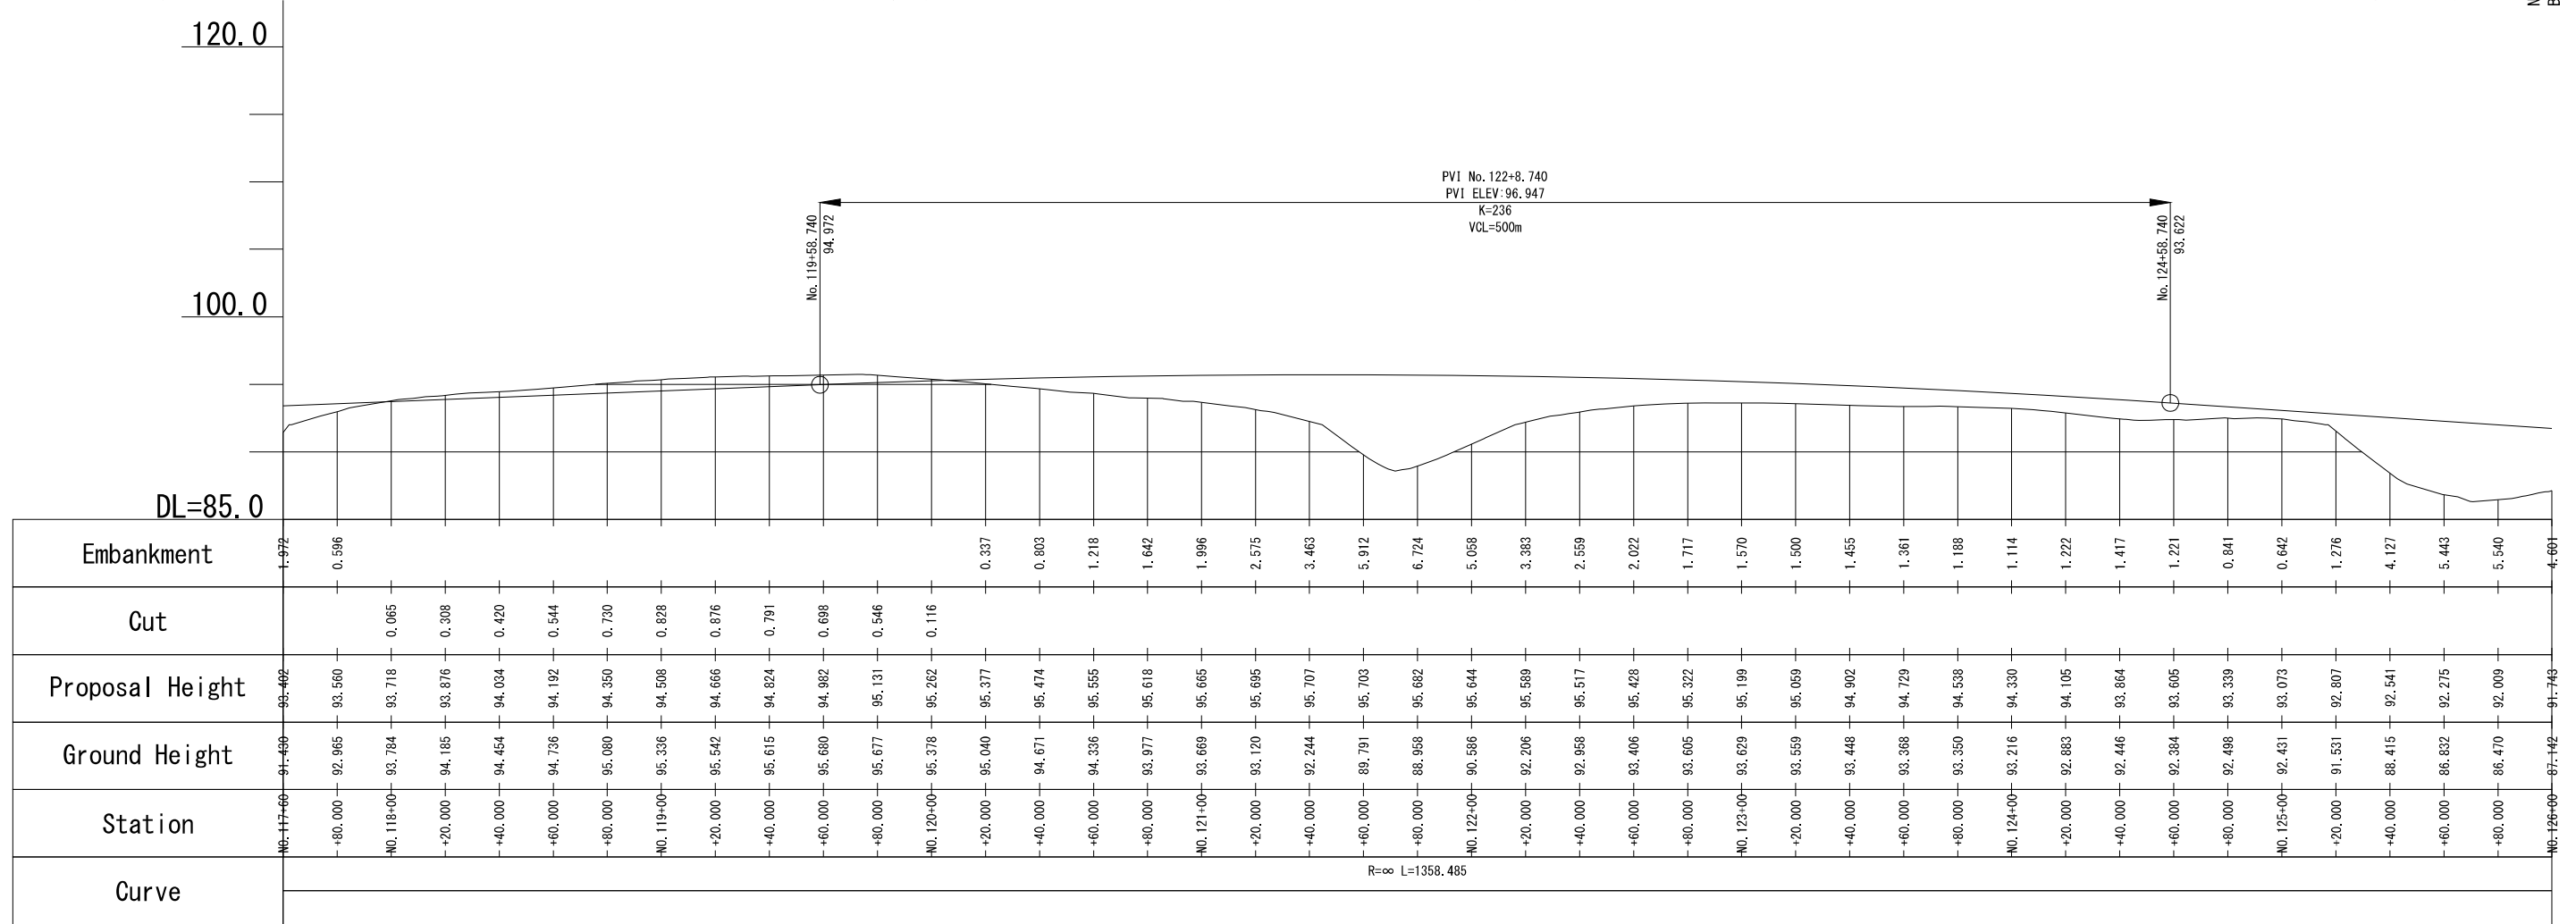 120.0
100.0
DL=85.0
PVI No.122+8.740
PVI ELEV:96.947
K=236
VCL=500m
No.119+58.740
94.972
No.124+58.740
93.622
Embankment 1.972 0.596 0.337 0.803 1.218 1.642 1.996 2.575 3.463 5.912 6.724 5.058 3.383 2.559 2.022 1.717 1.570 1.500 1.455 1.361 1.188 1.114 1.222 1.417 1.221 0.841 0.642 1.276 4.127 5.443 5.540 4.601
Cut 0.065 0.308 0.420 0.544 0.730 0.828 0.876 0.791 0.698 0.546 0.116
Proposal Height 93.402 93.560 93.718 93.876 94.034 94.192 94.350 94.508 94.666 94.824 94.982 95.131 95.262 95.377 95.474 95.555 95.618 95.665 95.695 95.707 95.703 95.682 95.644 95.589 95.517 95.428 95.322 95.199 95.059 94.902 94.729 94.538 94.330 94.105 93.864 93.605 93.339 93.073 92.807 92.541 92.275 92.009 91.743
Ground Height 91.430 92.965 93.784 94.185 94.454 94.736 95.080 95.336 95.542 95.615 95.680 95.677 95.378 95.040 94.671 94.336 93.977 93.669 93.120 92.244 89.791 88.958 90.586 92.206 92.958 93.406 93.605 93.629 93.559 93.448 93.368 93.350 93.216 92.883 92.446 92.384 92.498 92.431 91.531 88.415 86.832 86.470 87.142
Station NO.117+60 +80.000 NO.118+00 +20.000 +40.000 +60.000 +80.000 NO.119+00 +20.000 +40.000 +60.000 +80.000 NO.120+00 +20.000 +40.000 +60.000 +80.000 NO.121+00 +20.000 +40.000 +60.000 +80.000 NO.122+00 +20.000 +40.000 +60.000 +80.000 NO.123+00 +20.000 +40.000 +60.000 +80.000 NO.124+00 +20.000 +40.000 +60.000 +80.000 NO.125+00 +20.000 +40.000 +60.000 +80.000 NO.126+00
Curve R=∞ L=1358.485